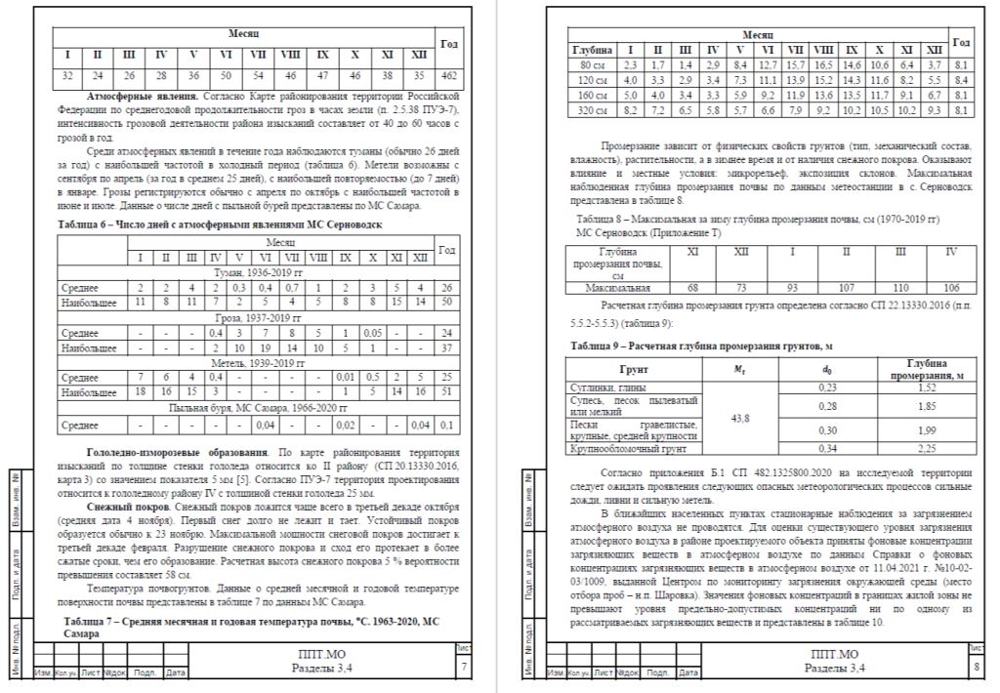 Месяц Год
I II III IV V VI VII VIII IX X XI XII
32 24 26 28 36 50 54 46 47 46 38 35 462
Атмосферные явления. Согласно Карте районирования территории Российской
Федерации по среднегодовой продолжительности гроз в часах земли (п. 2.5.38 ПУЭ-7),
интенсивность грозовой деятельности района изысканий составляет от 40 до 60 часов с
грозой в год.
Среди атмосферных явлений в течение года наблюдаются туманы (обычно 26 дней
за год) с наибольшей частотой в холодный период (таблица 6). Метели возможны с
сентября по апрель (за год в среднем 25 дней), с наибольшей повторяемостью (до 7 дней)
в январе. Грозы регистрируются обычно с апреля по октябрь с наибольшей частотой в
июне и июле. Данные о числе дней с пыльной бурей представлены по МС Самара.
Таблица 6 – Число дней с атмосферными явлениями МС Серноводск
Месяц Год
I II III IV V VI VII VIII IX X XI XII
Туман, 1936-2019 гг
Среднее 2 2 4 2 0,3 0,4 0,7 1 2 3 5 4 26
Наибольшее 11 8 11 7 2 5 4 5 8 8 15 14 50
Гроза, 1937-2019 гг
Среднее - - - 0.4 3 7 8 5 1 0,05 - - 24
Наибольшее - - - 2 10 19 14 10 5 1 - - 37
Метель, 1939-2019 гг
Среднее 7 6 4 0,4 - - - - 0,01 0,5 2 5 25
Наибольшее 18 16 15 3 - - - - 1 5 14 16 51
Пыльная буря, МС Самара, 1966-2020 гг
Среднее - - - - - 0,04 - - 0,02 - - 0,04 0,1
Гололедно-изморозевые образования. По карте районирования территория
изысканий по толщине стенки гололеда относится ко II району (СП 20.13330.2016,
карта 3) со значением показателя 5 мм [5]. Согласно ПУЭ-7 территория проектирования
относится к гололедному району IV с толщиной стенки гололеда 25 мм.
Снежный покров. Снежный покров ложится чаще всего в третьей декаде октября
(средняя дата 4 ноября). Первый снег долго не лежит и тает. Устойчивый покров
образуется обычно к 23 ноябрю. Максимальной мощности снеговой покров достигает к
третьей декаде февраля. Разрушение снежного покрова и сход его протекает в более
сжатые сроки, чем его образование. Расчетная высота снежного покрова 5 % вероятности
превышения составляет 58 см.
Температура почвогрунтов. Данные о средней месячной и годовой температуре
поверхности почвы представлены в таблице 7 по данным МС Самара.
Таблица 7 – Средняя месячная и годовая температура почвы, °С. 1963-2020, МС
Самара
Взам. инв. №
Подп. и дата
Инв. № подл.
Изм. Кол.уч. Лист №док Подп. Дата
ППТ.МО
Разделы 3,4
Лист
7
Месяц Год
Глубина I II III IV V VI VII VIII IX X XI XII
80 см 2,3 1,7 1,4 2,9 8,4 12,7 15,7 16,5 14,6 10,6 6,4 3,7 8,1
120 см 4,0 3,3 2,9 3,4 7,3 11,1 13,9 15,2 14,3 11,6 8,2 5,5 8,4
160 см 5,0 4,0 3,4 3,3 5,9 9,2 11,9 13,6 13,5 11,7 9,1 6,7 8,1
320 см 8,2 7,2 6,5 5,8 5,7 6,6 7,9 9,2 10,2 10,5 10,2 9,3 8,1
Промерзание зависит от физических свойств грунтов (тип, механический состав,
влажность), растительности, а в зимнее время и от наличия снежного покрова. Оказывают
влияние и местные условия: микрорельеф, экспозиция склонов. Максимальная
наблюденная глубина промерзания почвы по данным метеостанции в с. Серноводск
представлена в таблице 8.
Таблица 8 – Максимальная за зиму глубина промерзания почвы, см (1970-2019 гг)
МС Серноводск (Приложение Т)
Глубина промерзания почвы, см XI XII I II III IV
Максимальная 68 73 93 107 110 106
Расчетная глубина промерзания грунта определена согласно СП 22.13330.2016 (п.п.
5.5.2-5.5.3) (таблица 9):
Таблица 9 – Расчетная глубина промерзания грунтов, м
Грунт Mt d0 Глубина промерзания, м
Суглинки, глины 43,8 0,23 1,52
Супесь, песок пылеватый или мелкий 0,28 1,85
Пески гравелистые, крупные, средней крупности 0,30 1,99
Крупнообломочный грунт 0,34 2,25
Согласно приложения Б.1 СП 482.1325800.2020 на исследуемой территории
следует ожидать проявления следующих опасных метеорологических процессов сильные
дожди, ливни и сильную метель.
В ближайших населенных пунктах стационарные наблюдения за загрязнением
атмосферного воздуха не проводятся. Для оценки существующего уровня загрязнения
атмосферного воздуха в районе проектируемого объекта приняты фоновые концентрации
загрязняющих веществ в атмосферном воздухе по данным Справки о фоновых
концентрациях загрязняющих веществ в атмосферном воздухе от 11.04.2021 г. №10-02-
03/1009, выданной Центром по мониторингу загрязнения окружающей среды (место
отбора проб – н.п. Шаровка). Значения фоновых концентраций в границах жилой зоны не
превышают уровня предельно-допустимых концентраций ни по одному из
рассматриваемых загрязняющих веществ и представлены в таблице 10.
Взам. инв. №
Подп. и дата
Инв. № подл.
Изм. Кол.уч. Лист №док Подп. Дата
ППТ.МО
Разделы 3,4
Лист
8